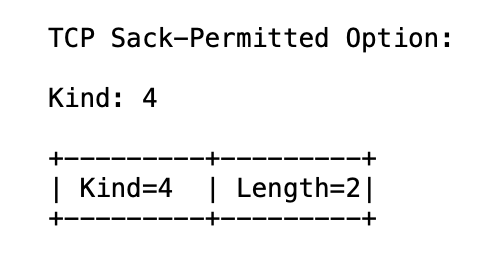 TCP Sack-Permitted Option:
Kind: 4
+---------+---------+
| Kind=4  | Length=2|
+---------+---------+